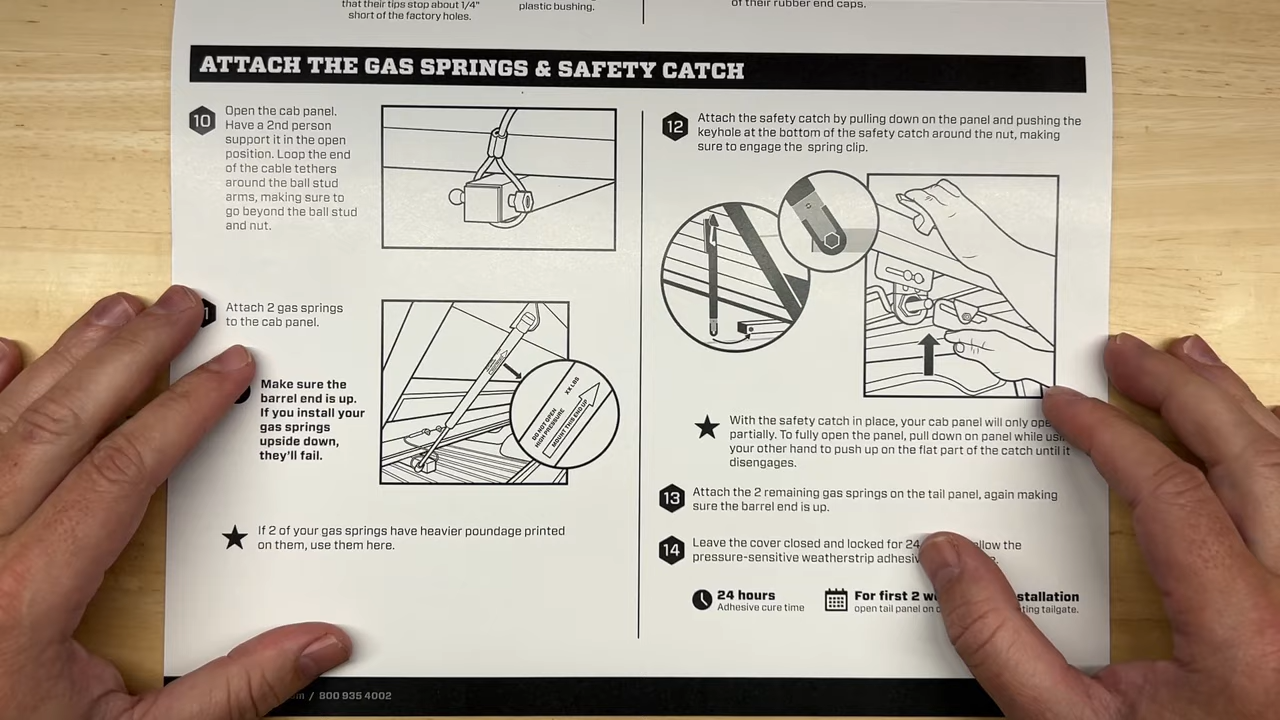 that their tips stop about 1/4"
short of the factory holes.
plastic bushing.
of their rubber end caps.
ATTACH THE GAS SPRINGS & SAFETY CATCH
10
Open the cab panel.
Have a 2nd person
support it in the open
position. Loop the end
of the cable tethers
around the ball stud
arms, making sure to
go beyond the ball stud
and nut.
Attach 2 gas springs
to the cab panel.
Make sure the
barrel end is up.
If you install your
gas springs
upside down,
they'll fail.
DO NOT OPEN
HIGH PRESSURE
XX LBS
MOUNT THIS END UP
If 2 of your gas springs have heavier poundage printed
on them, use them here.
12
Attach the safety catch by pulling down on the panel and pushing the
keyhole at the bottom of the safety catch around the nut, making
sure to engage the spring clip.
With the safety catch in place, your cab panel will only
partially. To fully open the panel, pull down on panel while
your other hand to push up on the flat part of the catch until it
disengages.
13
Attach the 2 remaining gas springs on the tail panel, again making
sure the barrel end is up.
14
Leave the cover closed and locked for 24 the
pressure-sensitive weatherstrip
24 hours
Adhesive cure time
For first 2
open tail panel on tailgate.
/ 800 935 4002